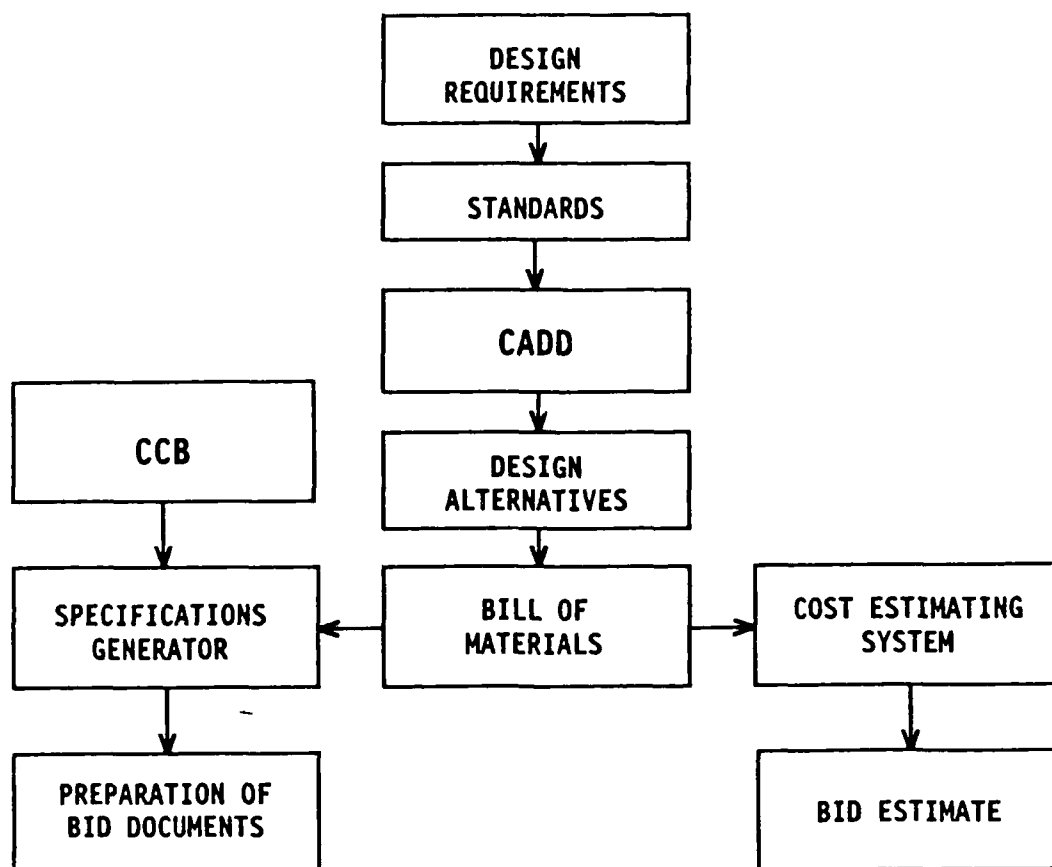 DESIGN
REQUIREMENTS
STANDARDS
CADD
CCB
DESIGN
ALTERNATIVES
SPECIFICATIONS
GENERATOR
BILL OF
MATERIALS
COST ESTIMATING
SYSTEM
PREPARATION OF
BID DOCUMENTS
BID ESTIMATE